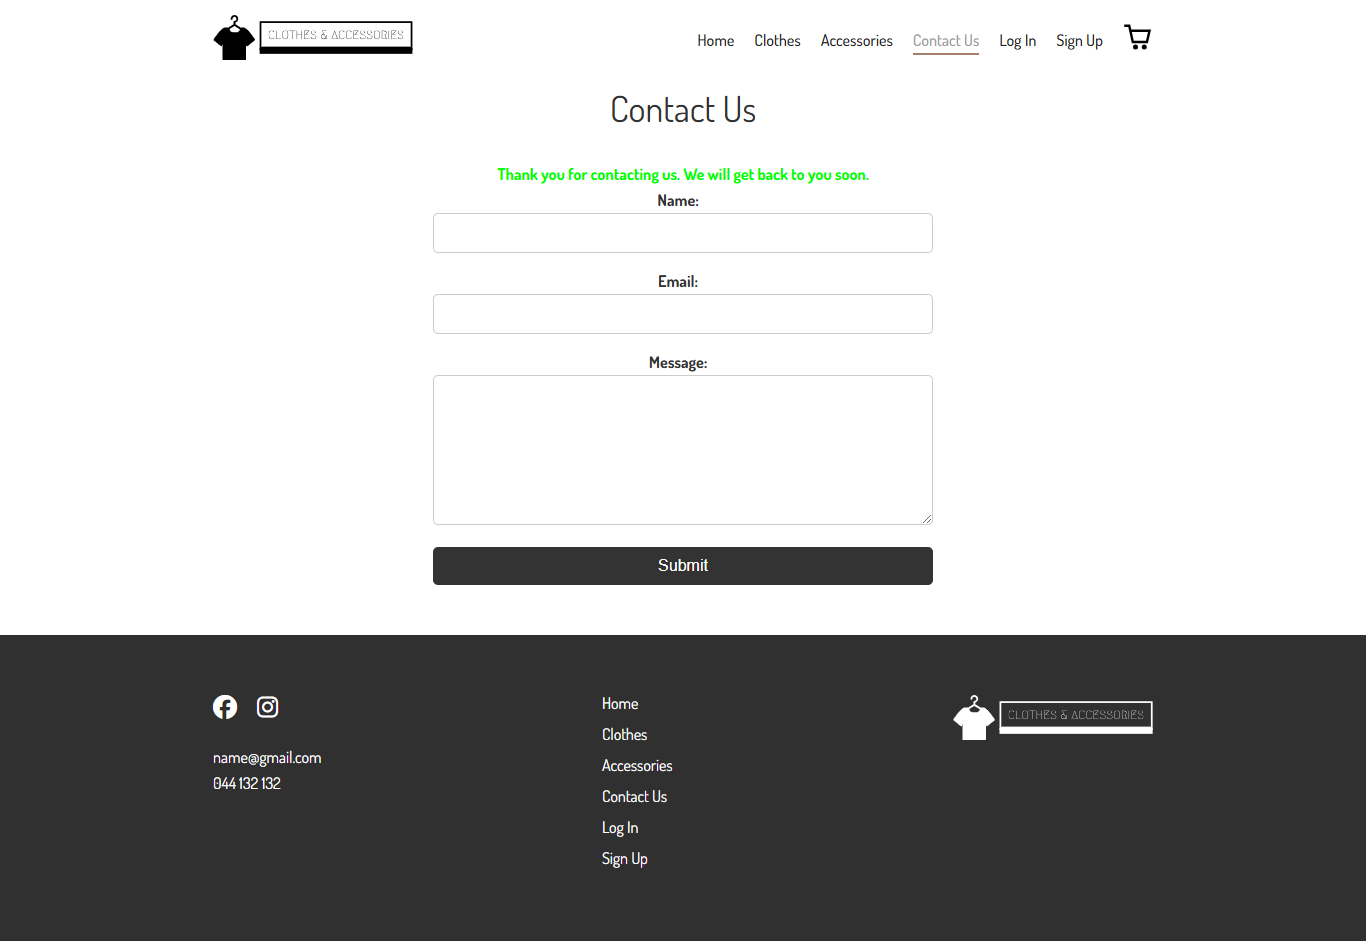 CLOTHES & ACCESSORIES
Home Clothes Accessories Contact Us Log In Sign Up
Contact Us
Thank you for contacting us. We will get back to you soon.
Name:
Email:
Message:
Submit
Home
CLOTHES & ACCESSORIES
Clothes
name@gmail.com
Accessories
044 132 132
Contact Us
Log In
Sign Up